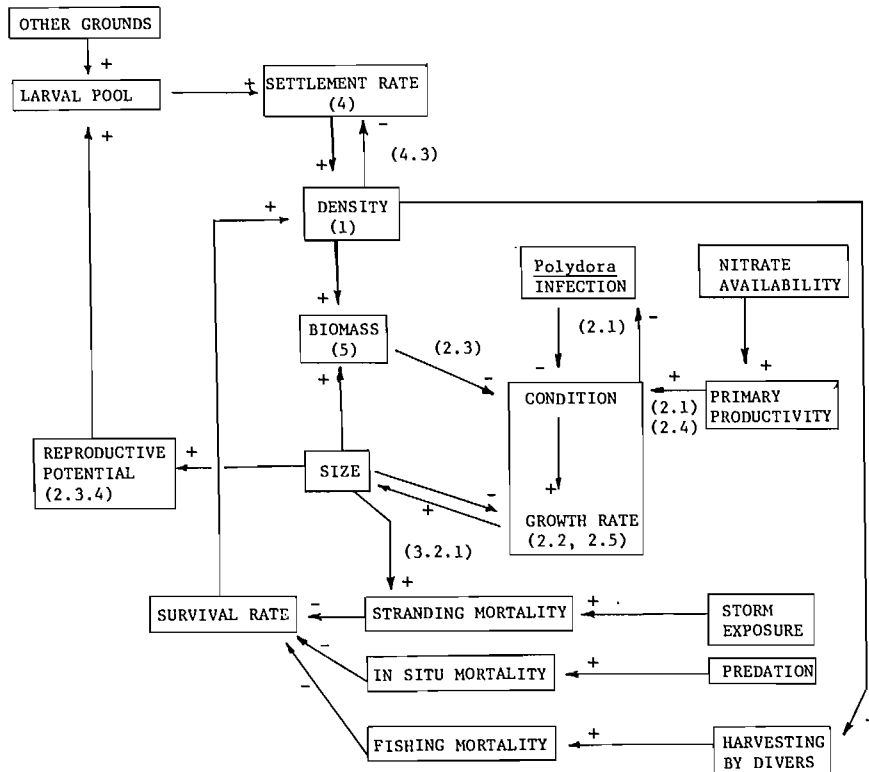 OTHER GROUNDS
+
LARVAL POOL
+
SETTLEMENT RATE
(4)
+
-
(4.3)
+
+
DENSITY
(1)
+
BIOMASS
(5)
+
(2.3)
-
Polydora
INFECTION
(2.1)
-
-
NITRATE
AVAILABILITY
+
PRIMARY
PRODUCTIVITY
+
(2.1)
(2.4)
CONDITION
+
GROWTH RATE
(2.2, 2.5)
REPRODUCTIVE
POTENTIAL
(2.3.4)
+
SIZE
-
+
(3.2.1)
+
SURVIVAL RATE
-
STRANDING MORTALITY
+
STORM
EXPOSURE
-
IN SITU MORTALITY
+
PREDATION
-
FISHING MORTALITY
+
HARVESTING
BY DIVERS
-